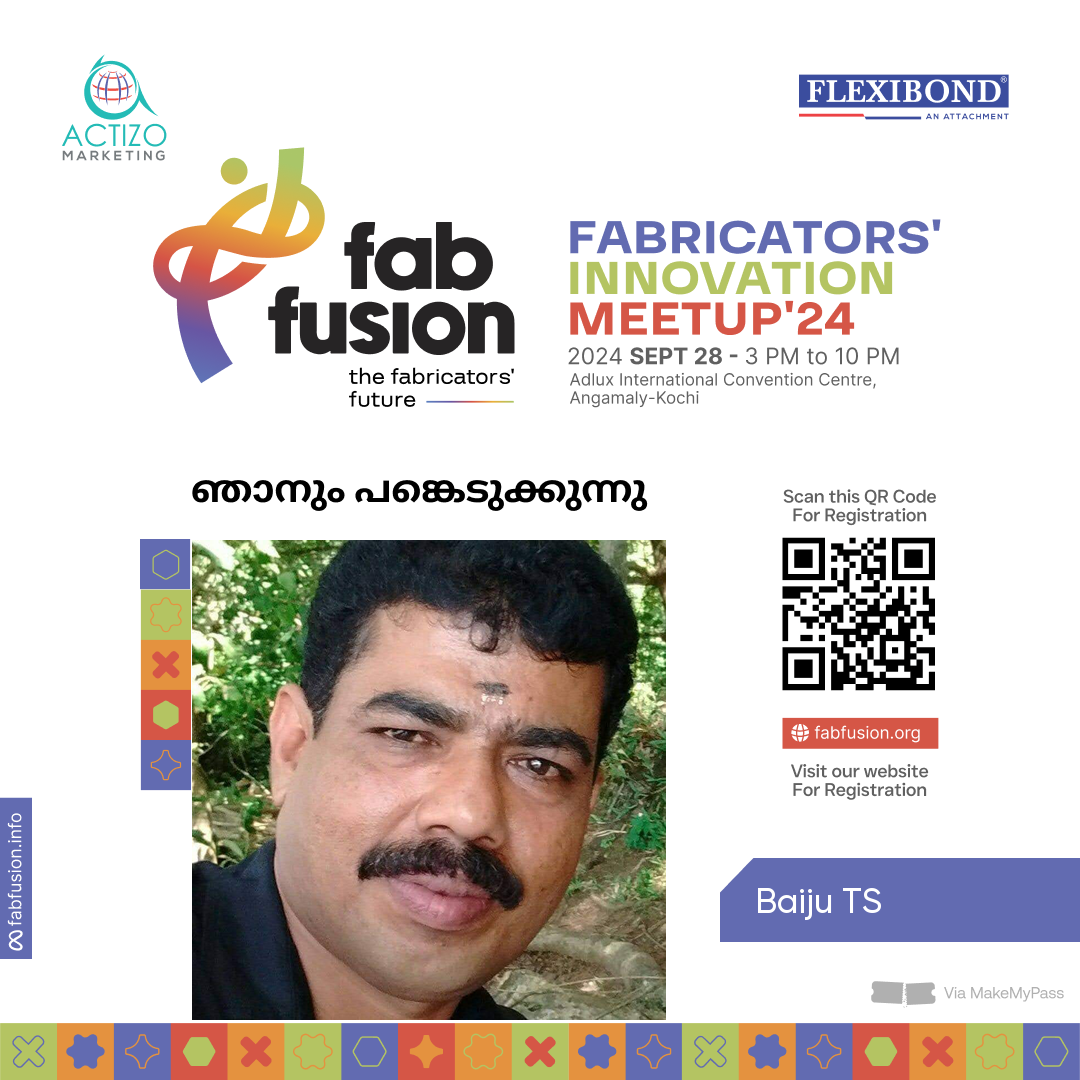 ACTIZO
MARKETING
FLEXIBOND®
AN ATTACHMENT
fab
fusion
the fabricators'
future
FABRICATORS'
INNOVATION
MEETUP'24
2024 SEPT 28 - 3 PM to 10 PM
Adlux International Convention Centre,
Angamaly-Kochi
ഞാനും പങ്കെടുക്കുന്നു
Scan this QR Code
For Registration
fabfusion.org
Visit our website
For Registration
fabfusion.info
Baiju TS
Via MakeMyPass